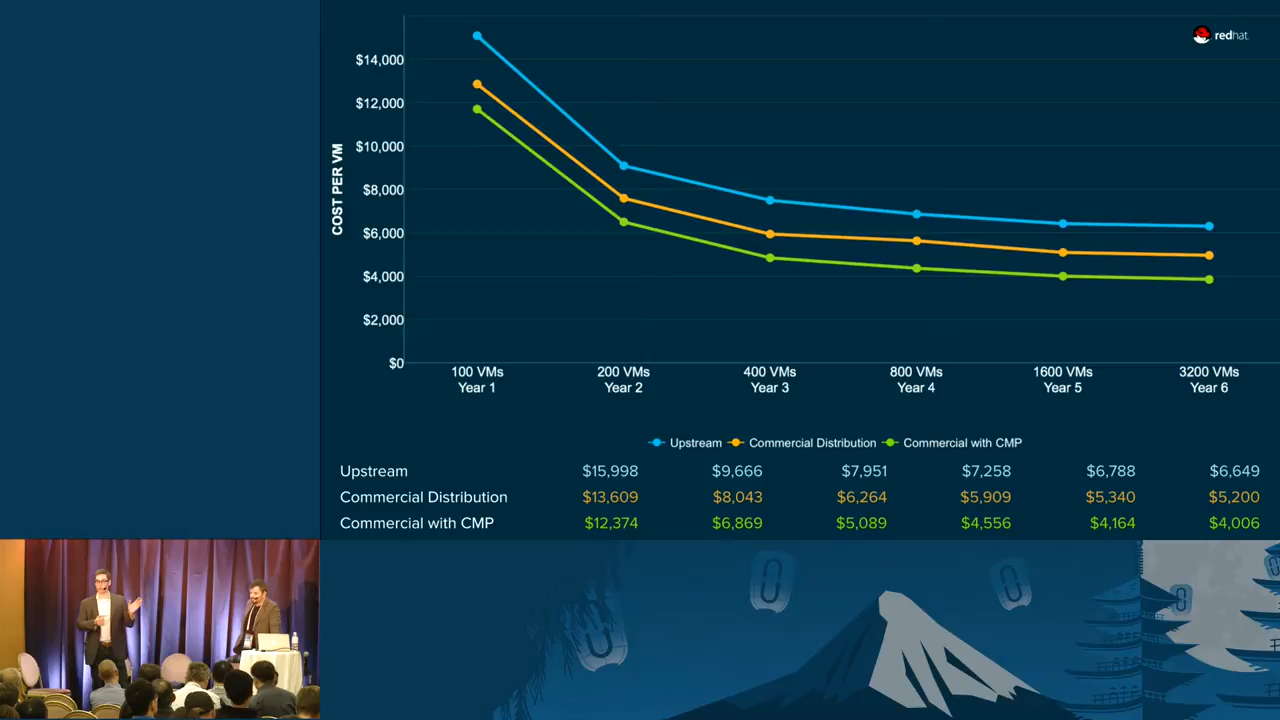 redhat.
COST PER VM
$14,000
$12,000
$10,000
$8,000
$6,000
$4,000
$2,000
$0
100 VMs 200 VMs 400 VMs 800 VMs 1600 VMs 3200 VMs
Year 1 Year 2 Year 3 Year 4 Year 5 Year 6
Upstream Commercial Distribution Commercial with CMP
Upstream $15,998 $9,666 $7,951 $7,258 $6,788 $6,649
Commercial Distribution $13,609 $8,043 $6,264 $5,909 $5,340 $5,200
Commercial with CMP $12,374 $6,869 $5,089 $4,556 $4,164 $4,006